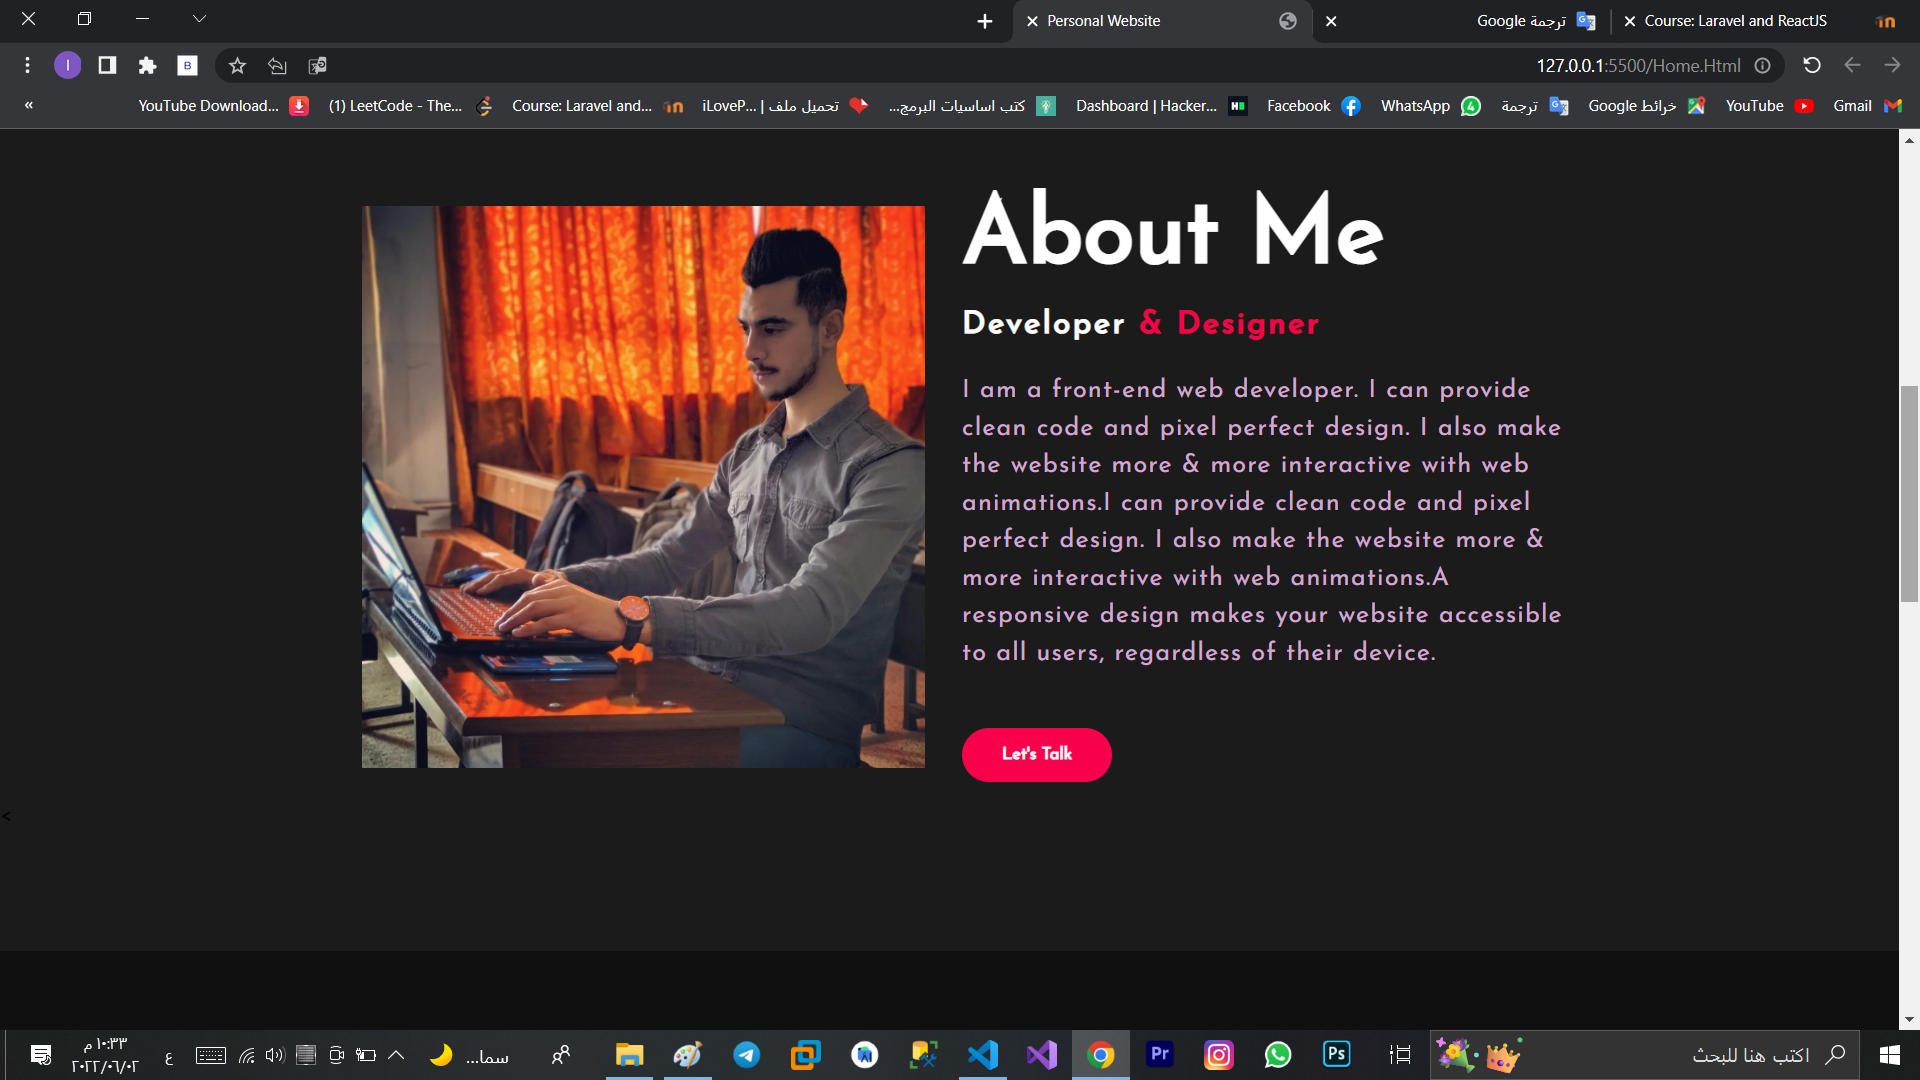 Personal Website
ترجمة Google
Course: Laravel and ReactJS
I
B
127.0.0.1:5500/Home.Html
«
YouTube Download...
(1) LeetCode - The...
Course: Laravel and...
iLoveP... | تحميل ملف
كتب اساسيات البرمج...
Dashboard | Hacker...
Facebook
WhatsApp
4
ترجمة
خرائط Google
YouTube
Gmail
About Me
Developer & Designer
I am a front-end web developer. I can provide
clean code and pixel perfect design. I also make
the website more & more interactive with web
animations.I can provide clean code and pixel
perfect design. I also make the website more &
more interactive with web animations.A
responsive design makes your website accessible
to all users, regardless of their device.
Let's Talk
<
١٠:٣٣ م
٢٠٢٢/٠٦/٠٢
ع
سما...
Pr
Ps
اكتب هنا للبحث